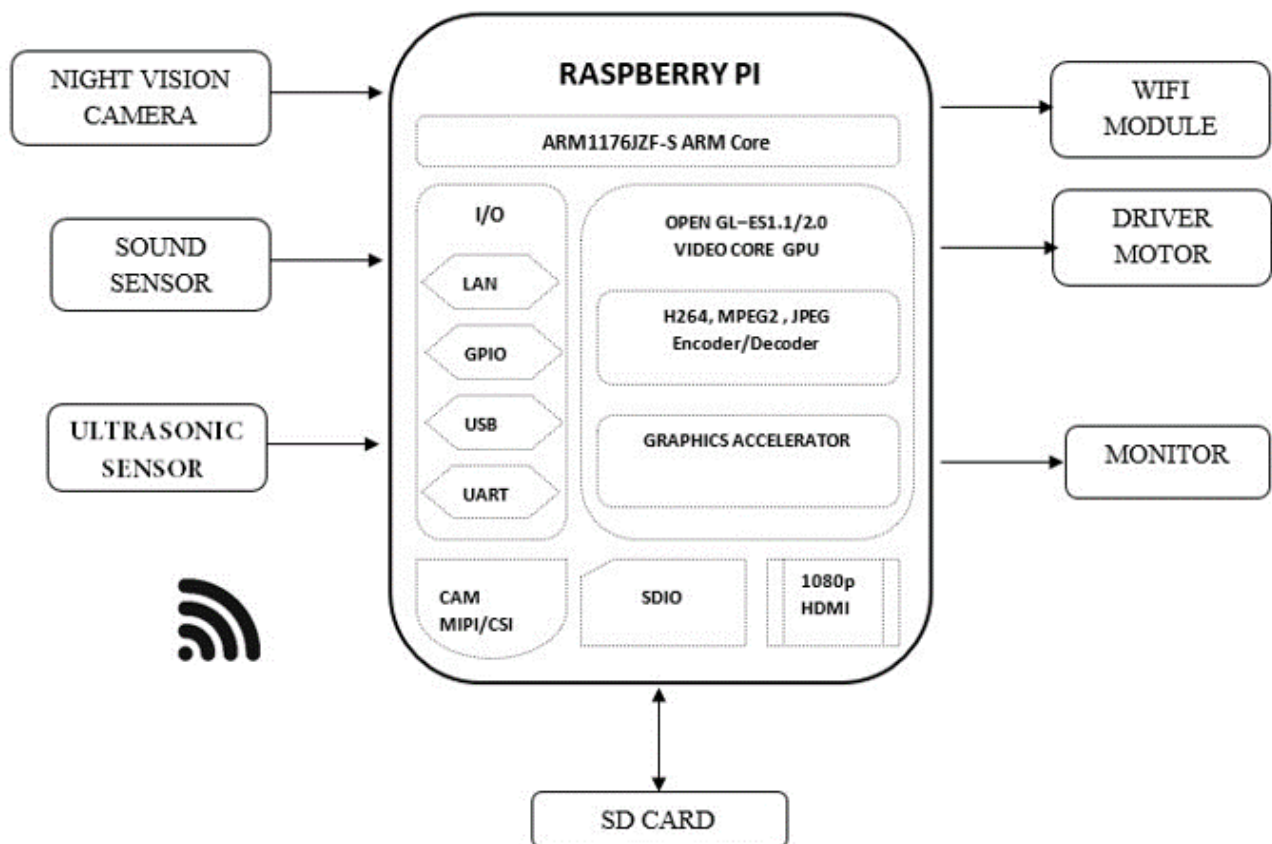 NIGHT VISION
CAMERA
SOUND
SENSOR
ULTRASONIC
SENSOR
RASPBERRY PI
ARM1176JZF-S ARM Core
I/O
LAN
GPIO
USB
UART
OPEN GL-ES1.1/2.0
VIDEO CORE GPU
H264, MPEG2 , JPEG
Encoder/Decoder
GRAPHICS ACCELERATOR
CAM
MIPI/CSI
SDIO
1080p
HDMI
WIFI
MODULE
DRIVER
MOTOR
MONITOR
SD CARD